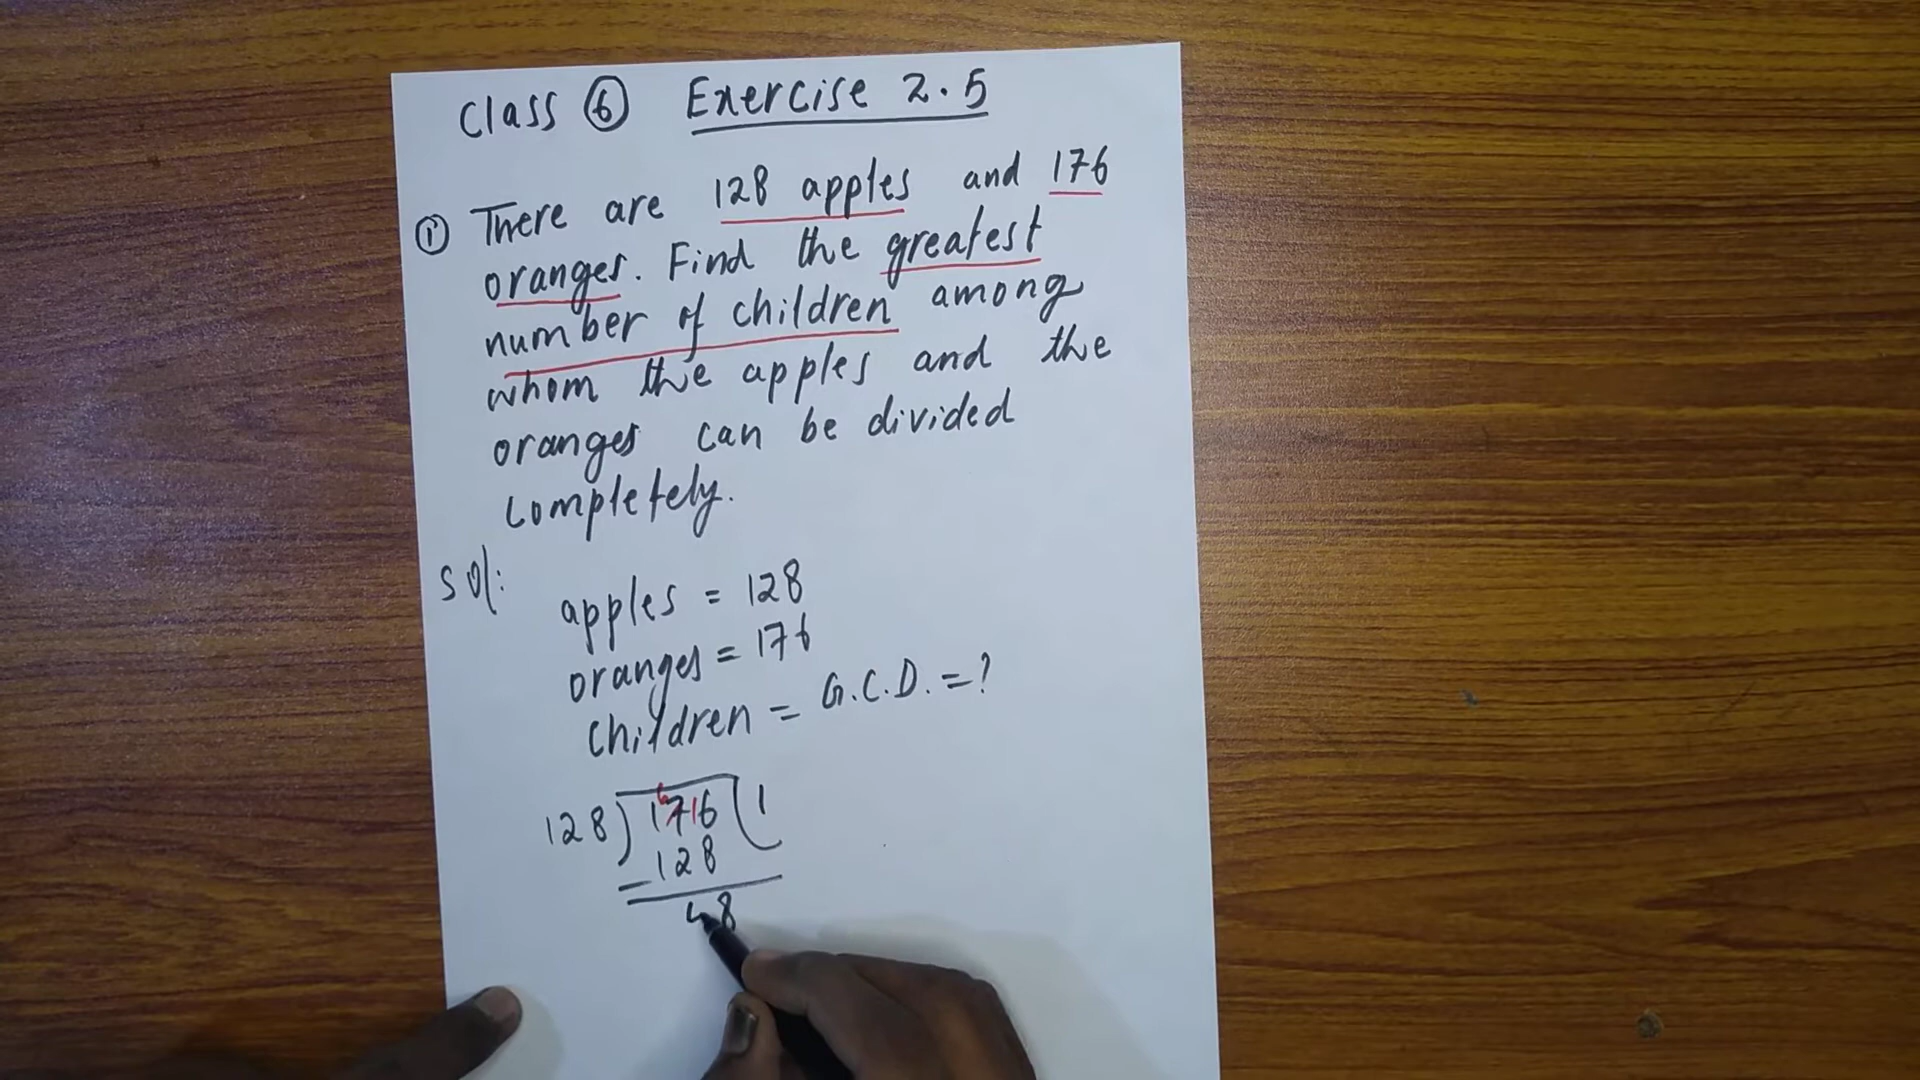 Class ⑥ Exercise 2.5
① There are 128 apples and 176
oranges. Find the greatest
number of children among
whom the apples and the
oranges can be divided
completely.
Sol:
apples = 128
oranges = 176
children = G.C.D. = ?
128) 176 (1
128
48